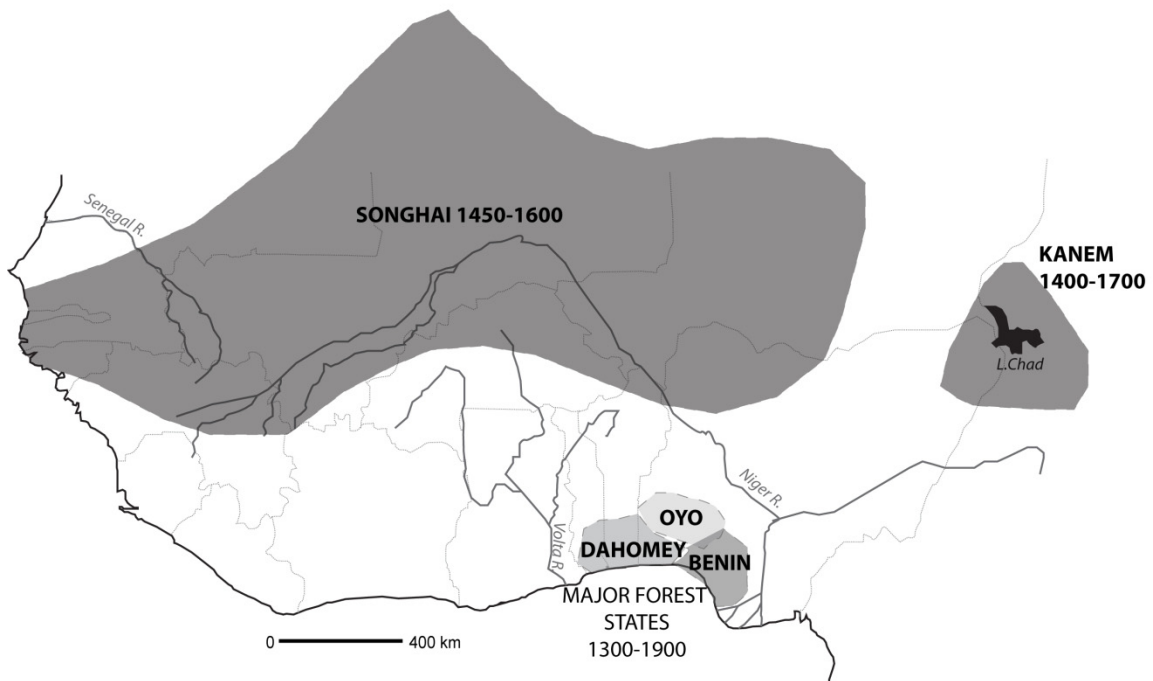 Senegal R.
SONGHAI 1450-1600
KANEM
1400-1700
L.Chad
Niger R.
OYO
Volta R.
DAHOMEY
BENIN
MAJOR FOREST
STATES
1300-1900
0
400 km